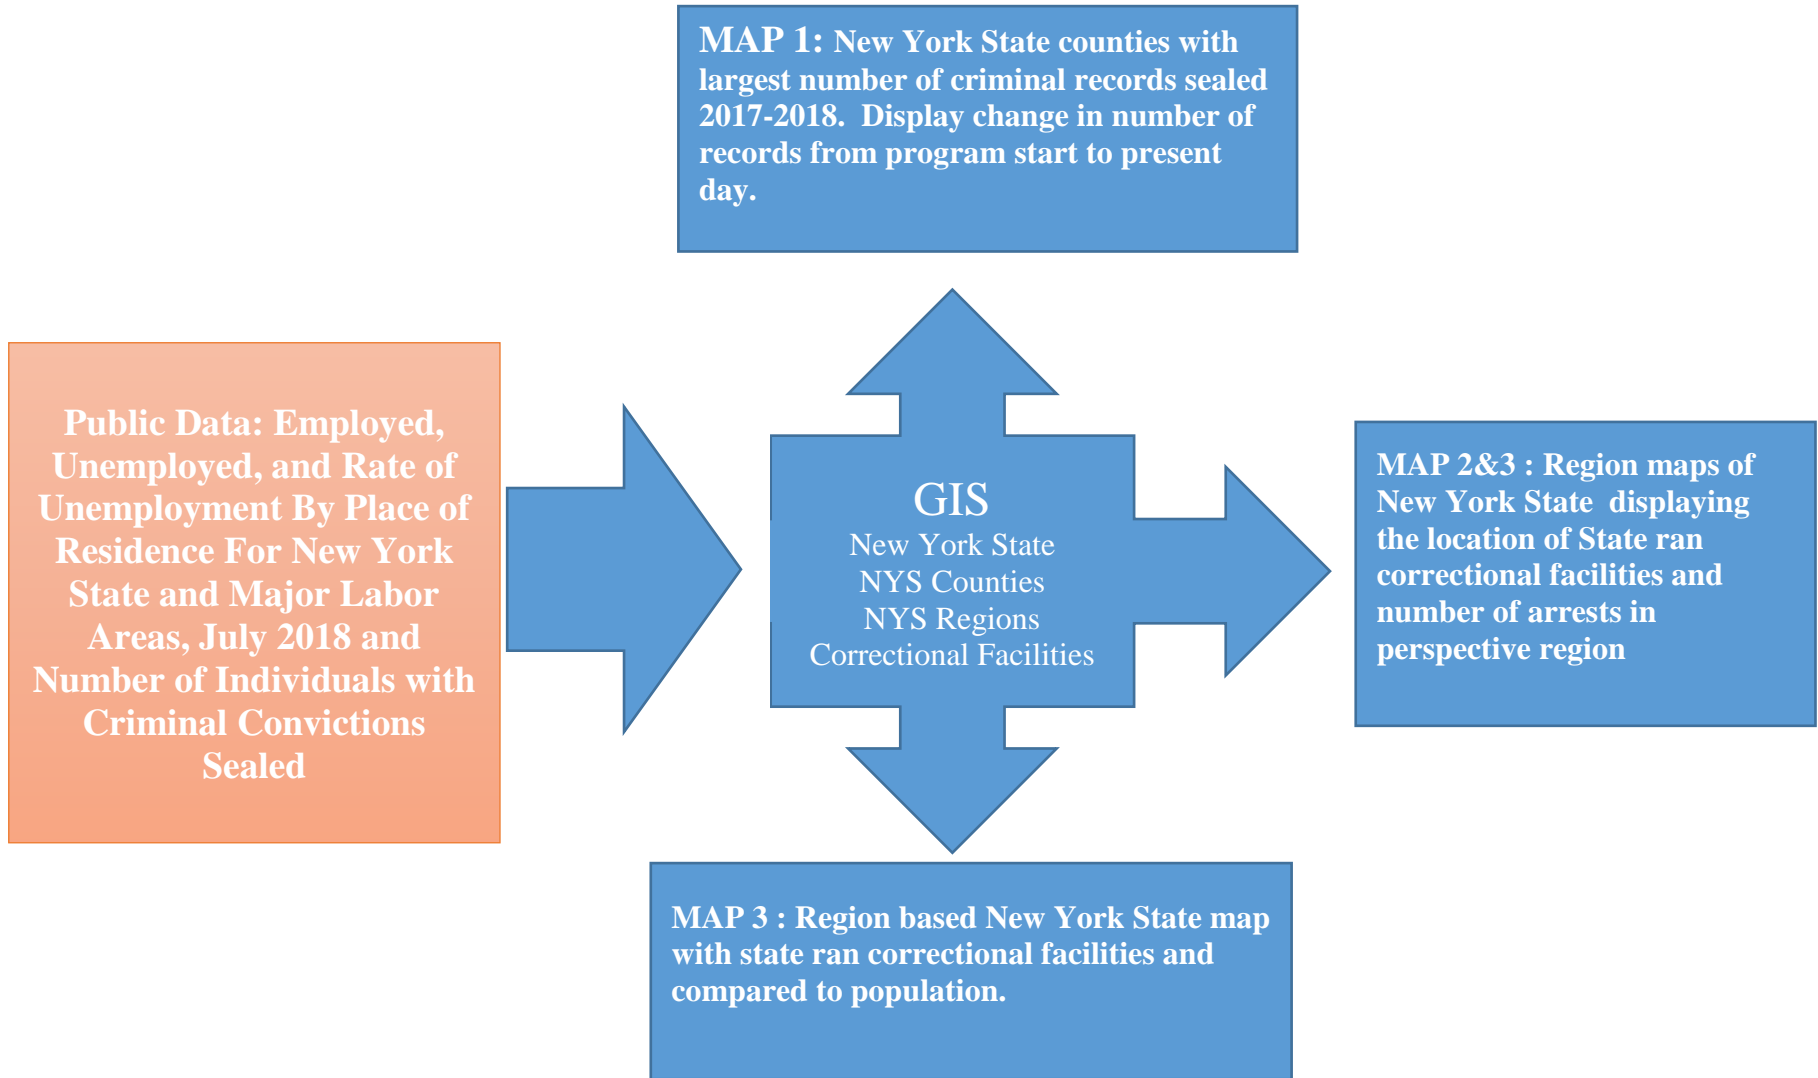 MAP 1: New York State counties with
largest number of criminal records sealed
2017-2018. Display change in number of
records from program start to present
day.
Public Data: Employed,
Unemployed, and Rate of
Unemployment By Place of
Residence For New York
State and Major Labor
Areas, July 2018 and
Number of Individuals with
Criminal Convictions
Sealed
GIS
New York State
NYS Counties
NYS Regions
Correctional Facilities
MAP 2&3 : Region maps of
New York State displaying
the location of State ran
correctional facilities and
number of arrests in
perspective region
MAP 3 : Region based New York State map
with state ran correctional facilities and
compared to population.